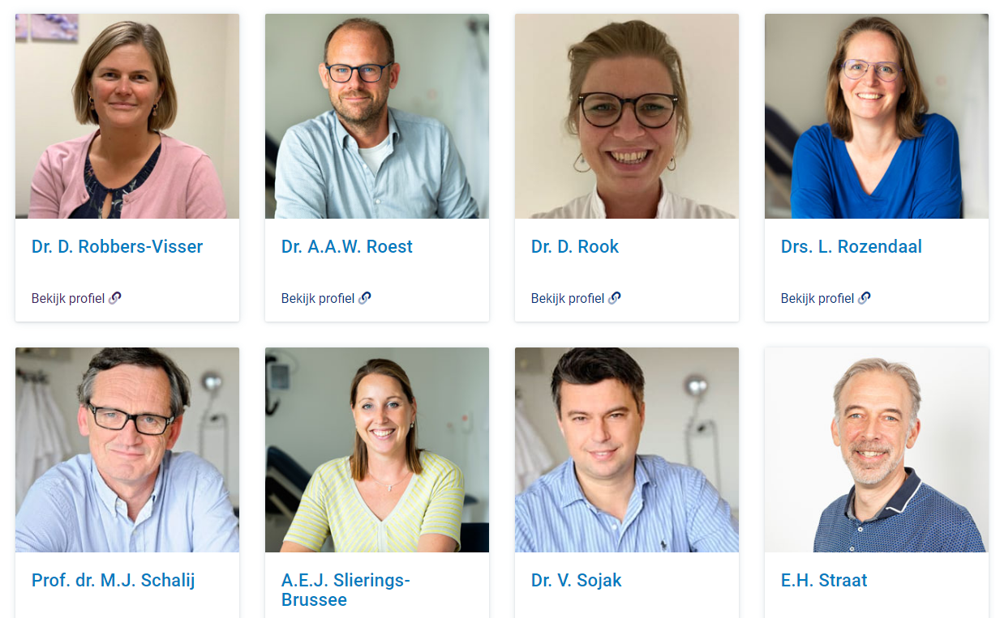 Dr. D. Robbers-Visser
Dr. A.A.W. Roest
Dr. D. Rook
Drs. L. Rozendaal
Bekijk profiel
Bekijk profiel
Bekijk profiel
Bekijk profiel
Prof. dr. M.J. Schalij
A.E.J. Slierings-
Brussee
Dr. V. Sojak
E.H. Straat